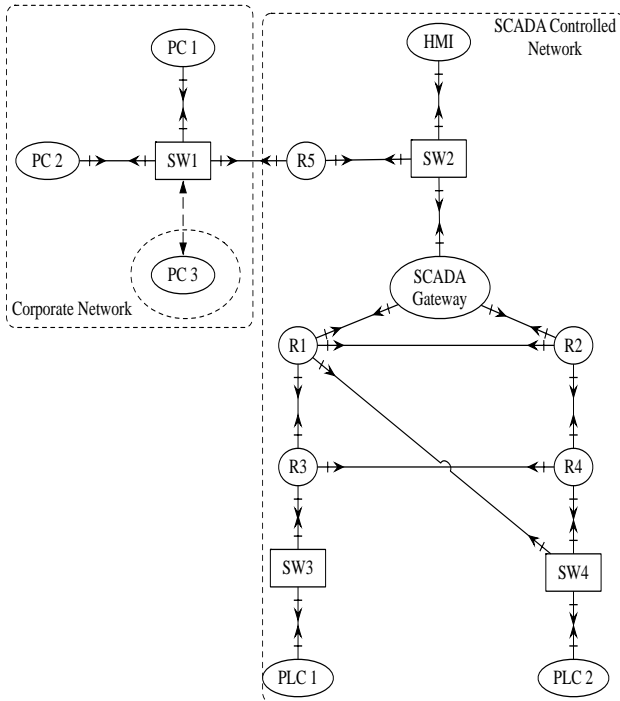 SCADA Controlled
Network
PC 1
HMI
PC 2
SW1
R5
SW2
PC 3
Corporate Network
SCADA
Gateway
R1
R2
R3
R4
SW3
SW4
PLC 1
PLC 2